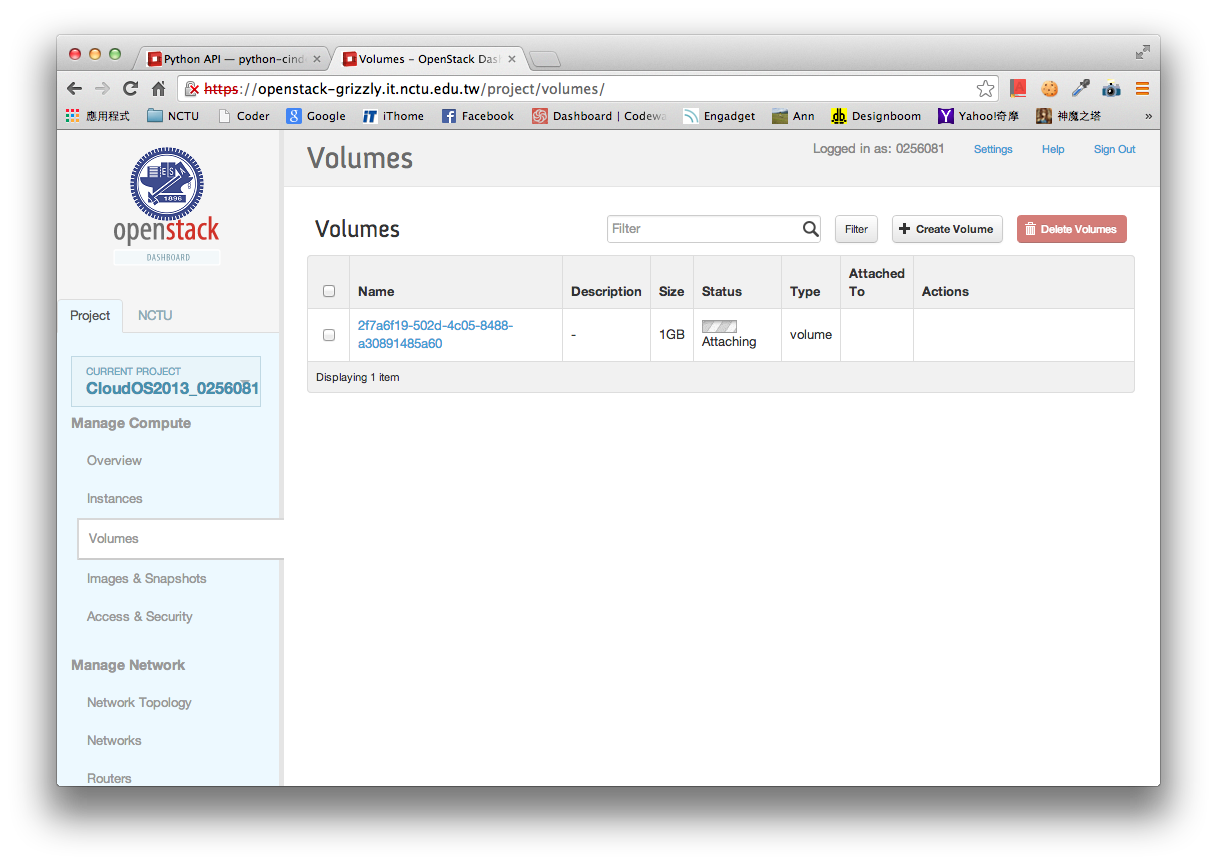 Python API — python-cind
Volumes – OpenStack Das
https://openstack-grizzly.it.nctu.edu.tw/project/volumes/
應用程式 NCTU Coder Google iThome Facebook Dashboard | Codewa Engadget Ann Designboom Yahoo!奇摩 神魔之塔 »
Volumes
Logged in as: 0256081 Settings Help Sign Out
ES
1896
openstack
DASHBOARD
Project NCTU
CURRENT PROJECT
CloudOS2013_0256081
Manage Compute
Overview
Instances
Volumes
Images & Snapshots
Access & Security
Manage Network
Network Topology
Networks
Routers
Volumes
Filter Filter Create Volume Delete Volumes
Name Description Size Status Type Attached To Actions
2f7a6f19-502d-4c05-8488-
a30891485a60
- 1GB Attaching volume
Displaying 1 item